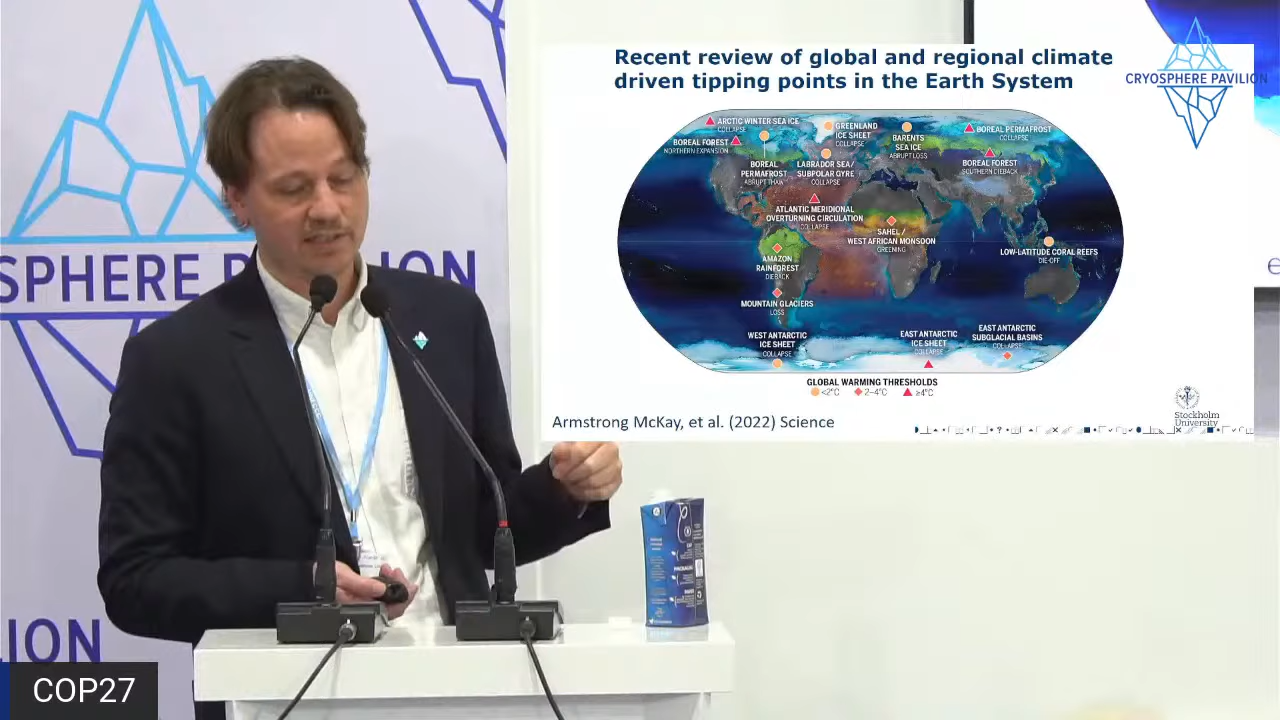 Recent review of global and regional climate
driven tipping points in the Earth System
CRYOSPHERE PAVILION
ARCTIC WINTER SEA ICE
COLLAPSE
BOREAL FOREST
NORTHERN EXPANSION
GREENLAND
ICE SHEET
COLLAPSE
BARENTS
SEA ICE
ABRUPT LOSS
BOREAL PERMAFROST
COLLAPSE
BOREAL
PERMAFROST
ABRUPT THAW
LABRADOR SEA/
SUBPOLAR GYRE
COLLAPSE
BOREAL FOREST
SOUTHERN DIEBACK
ATLANTIC MERIDIONAL
OVERTURNING CIRCULATION
COLLAPSE
SAHEL /
WEST AFRICAN MONSOON
GREENING
AMAZON
RAINFOREST
DIEBACK
LOW-LATITUDE CORAL REEFS
DIE-OFF
MOUNTAIN GLACIERS
LOSS
WEST ANTARCTIC
ICE SHEET
COLLAPSE
EAST ANTARCTIC
ICE SHEET
COLLAPSE
EAST ANTARCTIC
SUBGLACIAL BASINS
COLLAPSE
GLOBAL WARMING THRESHOLDS
<2°C 2–4°C ≥4°C
Armstrong McKay, et al. (2022) Science
Stockholm
University
SPHERE P ION
ION
COP27